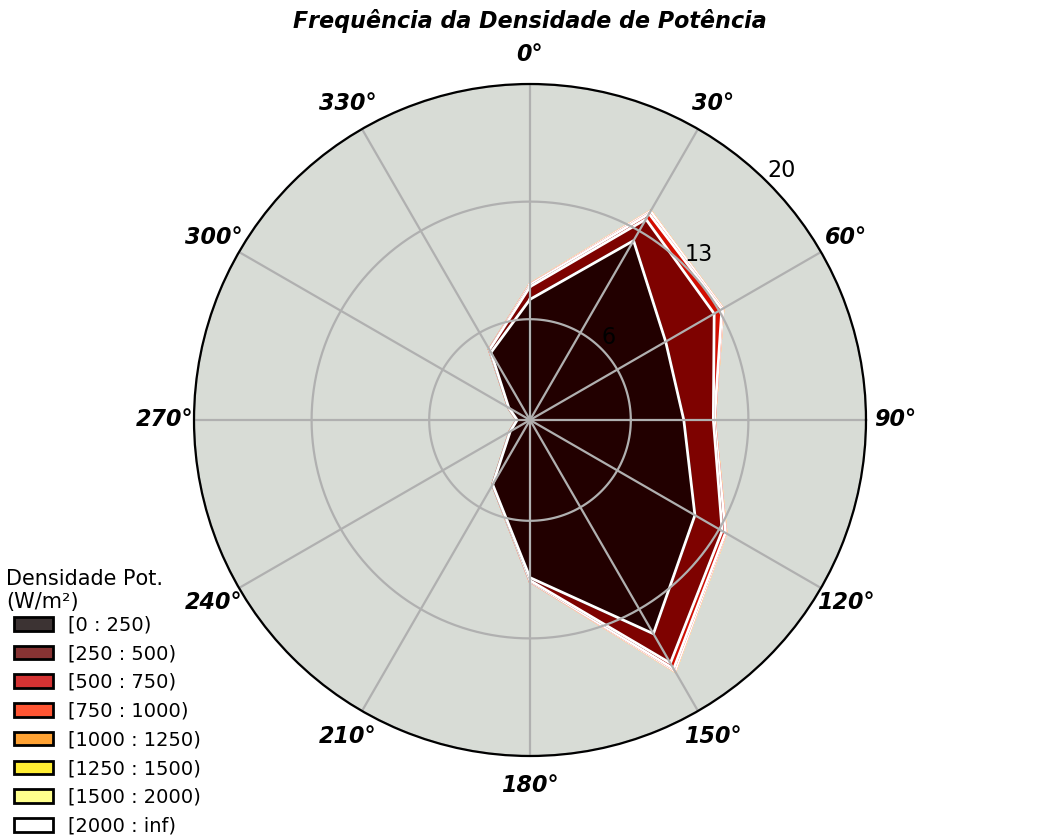 Frequência da Densidade de Potência
0°
330°
30°
20
300°
60°
13
6
270°
90°
240°
120°
210°
150°
180°
Densidade Pot.
(W/m²)
[0 : 250)
[250 : 500)
[500 : 750)
[750 : 1000)
[1000 : 1250)
[1250 : 1500)
[1500 : 2000)
[2000 : inf)